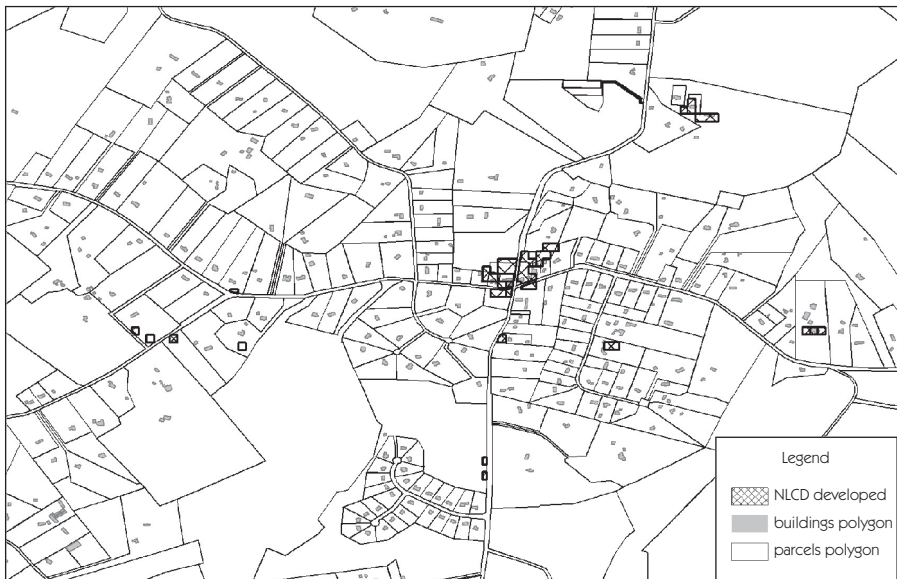 Legend
NLCD developed
buildings polygon
parcels polygon